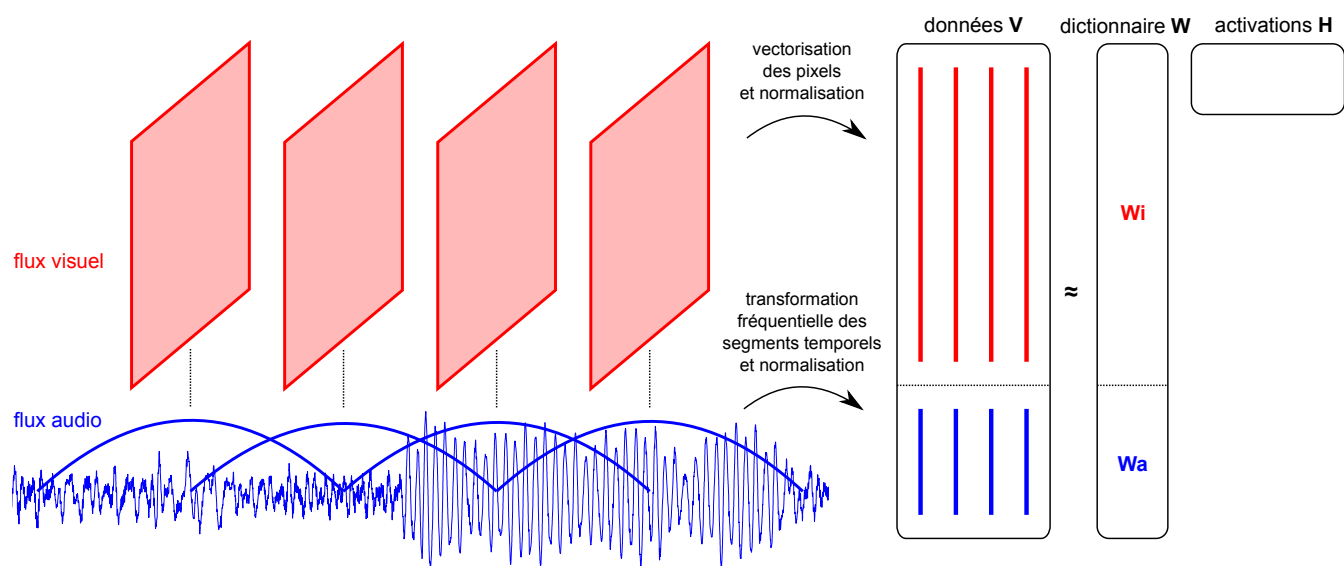 données V
dictionnaire W
activations H
vectorisation
des pixels
et normalisation
Wi
flux visuel
≈
transformation
fréquentielle des
segments temporels
et normalisation
flux audio
Wa